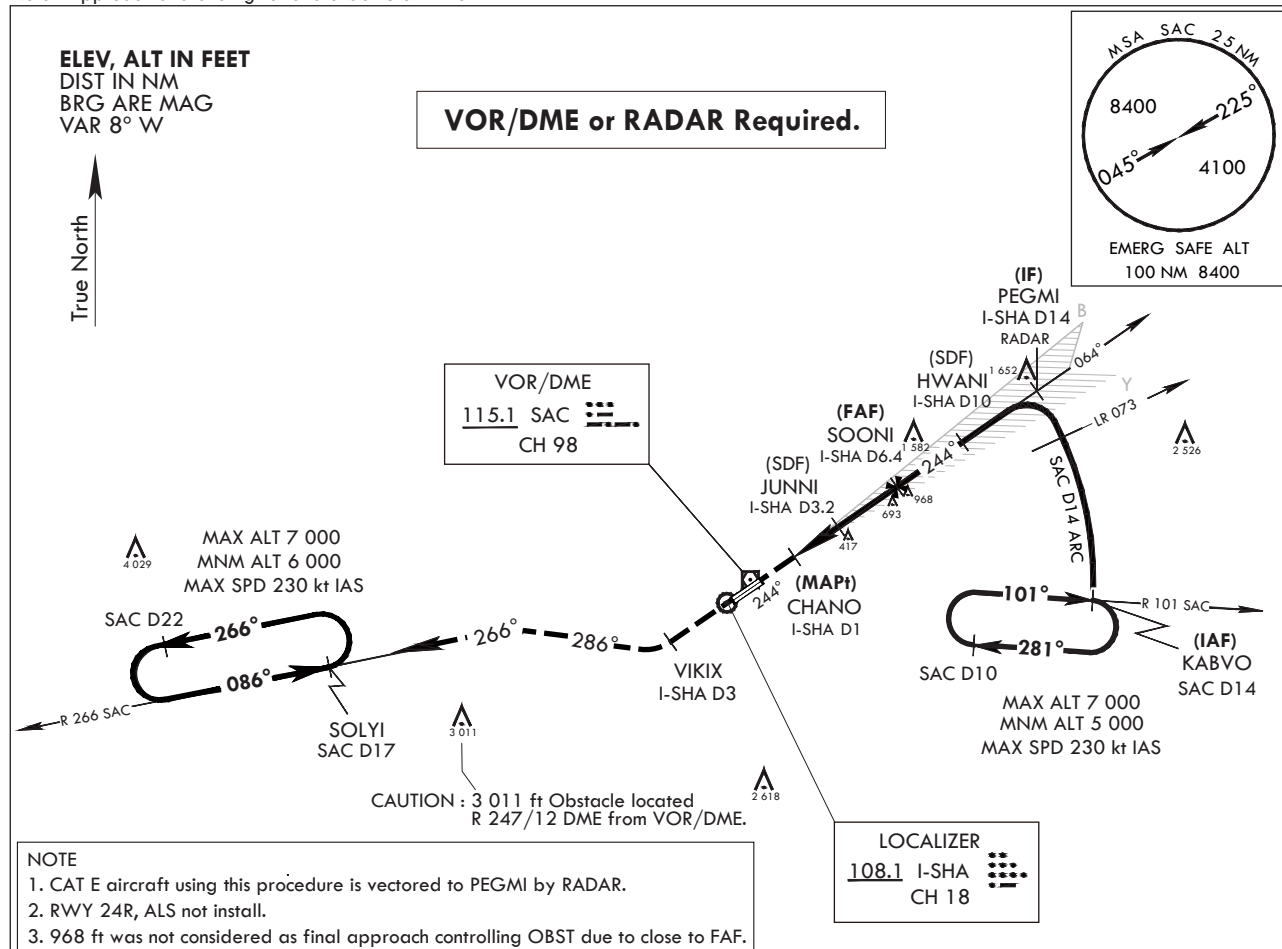 ELEV, ALT IN FEET
DIST IN NM
BRG ARE MAG
VAR 8° W
True North
VOR/DME or RADAR Required.
MSA SAC 25 NM
8400
225°
045°
4100
EMERG SAFE ALT
100 NM 8400
(IF)
PEGMI
I-SHA D14
RADAR
B
064°
(SDF)
HWANI
I-SHA D10
1 652
Y
LR 073
(FAF)
SOONI
I-SHA D6.4
1 582
244°
2 526
SAC D14 ARC
(SDF)
JUNNI
I-SHA D3.2
968
693
417
VOR/DME
115.1 SAC
CH 98
(MAPt)
CHANO
I-SHA D1
244°
4 029
MAX ALT 7 000
MNM ALT 6 000
MAX SPD 230 kt IAS
SAC D22
266°
086°
R 266 SAC
SOLYI
SAC D17
266°
286°
VIKIX
I-SHA D3
101°
281°
R 101 SAC
SAC D10
(IAF)
KABVO
SAC D14
MAX ALT 7 000
MNM ALT 5 000
MAX SPD 230 kt IAS
3 011
2 618
CAUTION : 3 011 ft Obstacle located
R 247/12 DME from VOR/DME.
LOCALIZER
108.1 I-SHA
CH 18
NOTE
1. CAT E aircraft using this procedure is vectored to PEGMI by RADAR.
2. RWY 24R, ALS not install.
3. 968 ft was not considered as final approach controlling OBST due to close to FAF.